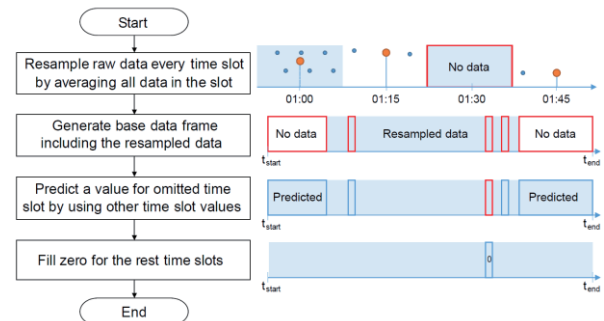 Start
Resample raw data every time slot
by averaging all data in the slot
No data
01:00 01:15 01:30 01:45
Generate base data frame
including the resampled data
No data Resampled data No data
tstart tend
Predict a value for omitted time
slot by using other time slot values
Predicted Predicted
tstart tend
Fill zero for the rest time slots
0
tstart tend
End